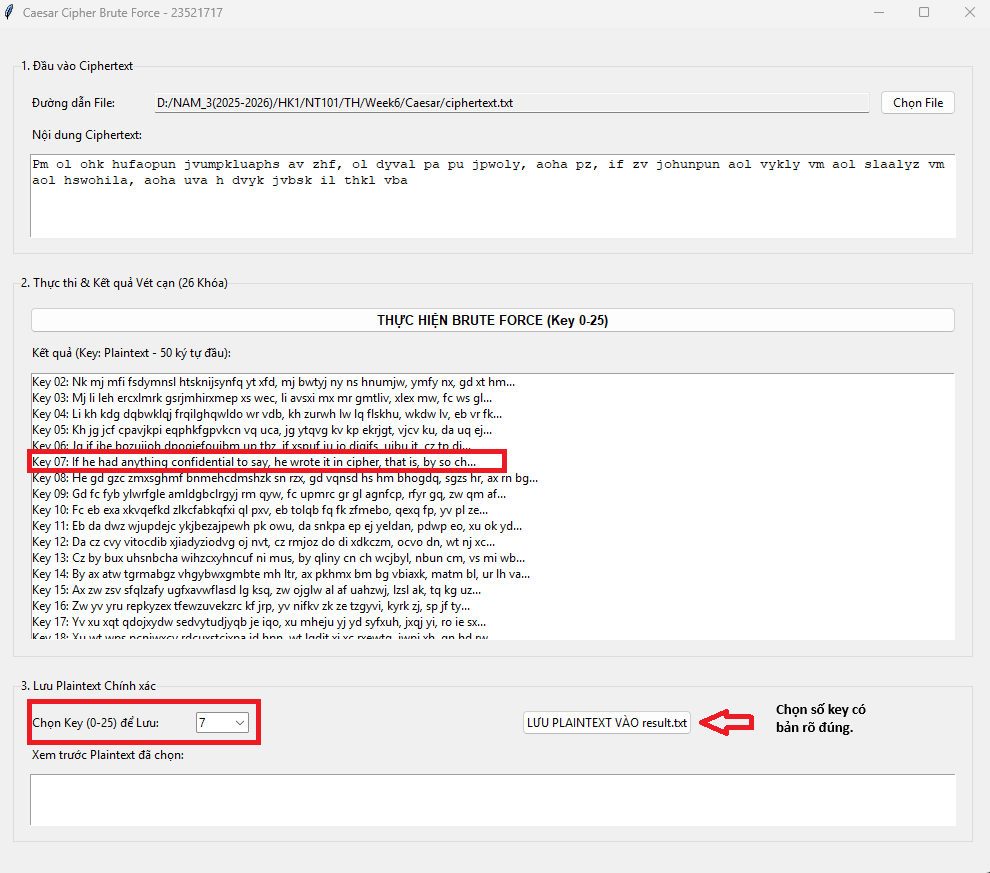 Caesar Cipher Brute Force - 23521717
1. Đầu vào Ciphertext
Đường dẫn File: D:/NAM_3(2025-2026)/HK1/NT101/TH/Week6/Caesar/ciphertext.txt Chọn File
Nội dung Ciphertext:
Pm ol ohk hufaopun jvumpkluaphs av zhf, ol dyval pa pu jpwoly, aoha pz, if zv johunpun aol vykly vm aol slaalyz vm
aol hswohila, aoha uva h dvyk jvbsk il thkl vba
2. Thực thi & Kết quả Vét cạn (26 Khóa)
THỰC HIỆN BRUTE FORCE (Key 0-25)
Kết quả (Key: Plaintext - 50 ký tự đầu):
Key 02: Nk mj mfi fsdymnsl htsknijsynfq yt xfd, mj bwtyj ny ns hnumjw, ymfy nx, gd xt hm...
Key 03: Mj li leh ercxlmrk gsrjmhirxmep xs wec, li avsxi mx mr gmtliv, xlex mw, fc ws gl...
Key 04: Li kh kdg dqbwklqj frqilghqwldo wr vdb, kh zurwh lw lq flskhu, wkdw lv, eb vr fk...
Key 05: Kh jg jcf cpavjkpi eqphkfgpvkcn vq uca, jg ytqvg kv kp ekrjgt, vjcv ku, da uq ej...
Key 06: Jg if ibe bozuijoh dpogjefoujbm up tbz, if xspuf ju jo djqifs, uibu jt, cz tp di...
Key 07: If he had anything confidential to say, he wrote it in cipher, that is, by so ch...
Key 08: He gd gzc zmxsghmf bnmehcdmshzk sn rzx, gd vqnsd hs hm bhogdq, sgzs hr, ax rn bg...
Key 09: Gd fc fyb ylwrfgle amldgbclrgyj rm qyw, fc upmrc gr gl agnfcp, rfyr gq, zw qm af...
Key 10: Fc eb exa xkvqefkd zlkcfabkqfxi ql pxv, eb tolqb fq fk zfmebo, qexq fp, yv pl ze...
Key 11: Eb da dwz wjupdejc ykjbezajpewh pk owu, da snkpa ep ej yeldan, pdwp eo, xu ok yd...
Key 12: Da cz cvy vitocdib xjiadyziodvg oj nvt, cz rmjoz do di xdkczm, ocvo dn, wt nj xc...
Key 13: Cz by bux uhsnbcha wihzcxyhncuf ni mus, by qliny cn ch wcjbyl, nbun cm, vs mi wb...
Key 14: By ax atw tgrmabgz vhgybwxgmbte mh ltr, ax pkhmx bm bg vbiaxk, matm bl, ur lh va...
Key 15: Ax zw zsv sfqlzafy ugfxavwflasd lg ksq, zw ojglw al af uahzwj, lzsl ak, tq kg uz...
Key 16: Zw yv yru repkyzex tfewzuvekzrc kf jrp, yv nifkv zk ze tzgyvi, kyrk zj, sp jf ty...
Key 17: Yv xu xqt qdojxydw sedvytudjyqb je iqo, xu mheju yj yd syfxuh, jxqj yi, ro ie sx...
Key 18: Xu wt wps pcniwxcv rdcuxstcixpa id hpn, wt lgdit xi xc rxewtg, iwpi xh, qn hd rw...
3. Lưu Plaintext Chính xác
Chọn Key (0-25) để Lưu: 7 LƯU PLAINTEXT VÀO result.txt
Chọn số key có
bản rõ đúng.
Xem trước Plaintext đã chọn: